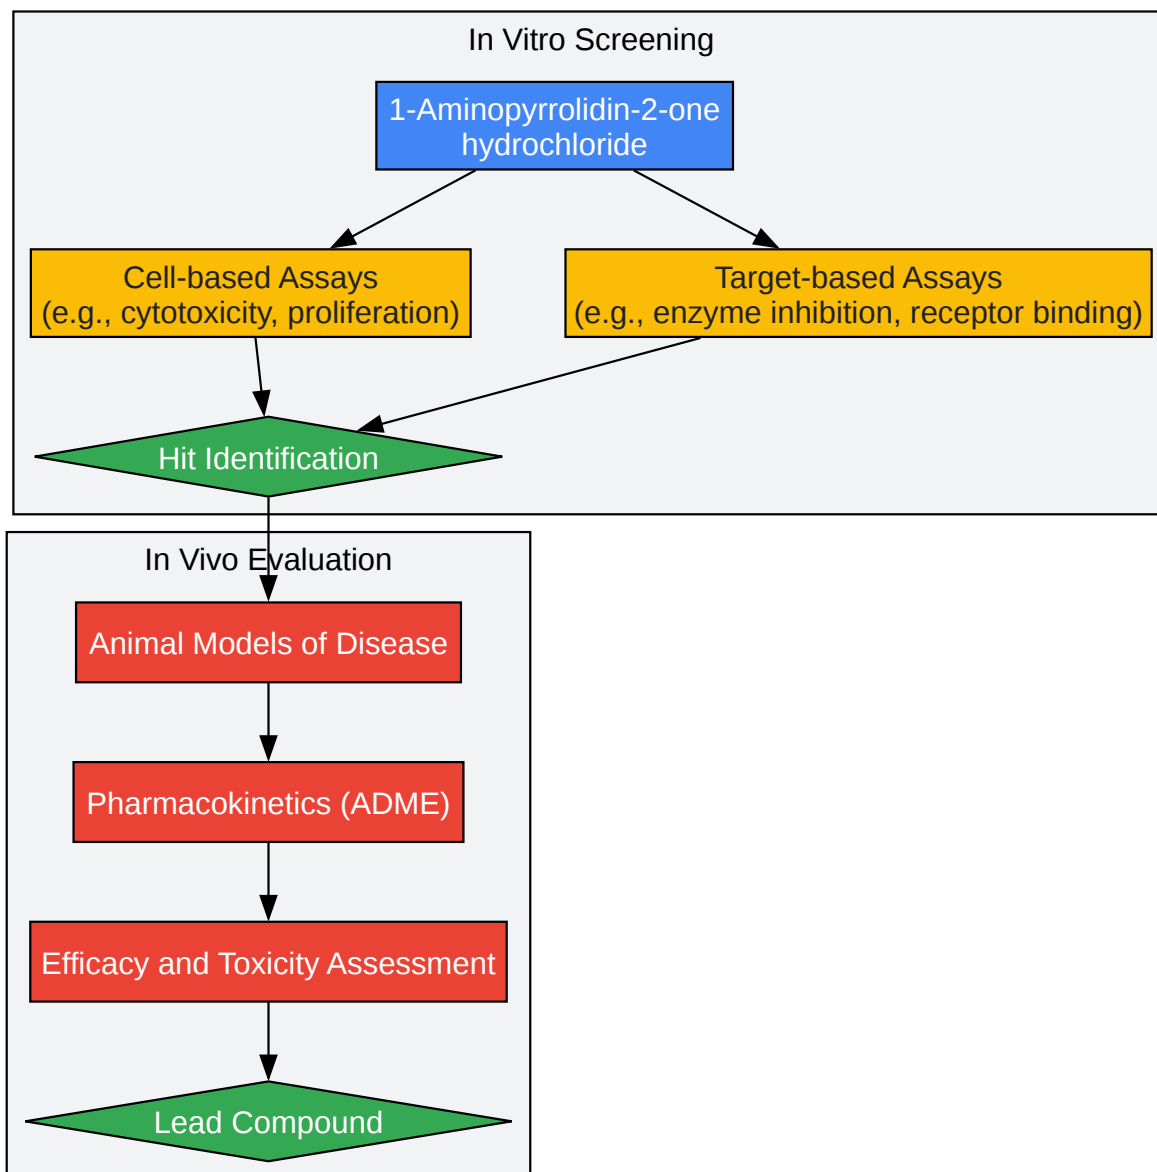 In Vitro Screening
1-Aminopyrrolidin-2-one
hydrochloride
Cell-based Assays
(e.g., cytotoxicity, proliferation)
Target-based Assays
(e.g., enzyme inhibition, receptor binding)
Hit Identification
In Vivo Evaluation
Animal Models of Disease
Pharmacokinetics (ADME)
Efficacy and Toxicity Assessment
Lead Compound